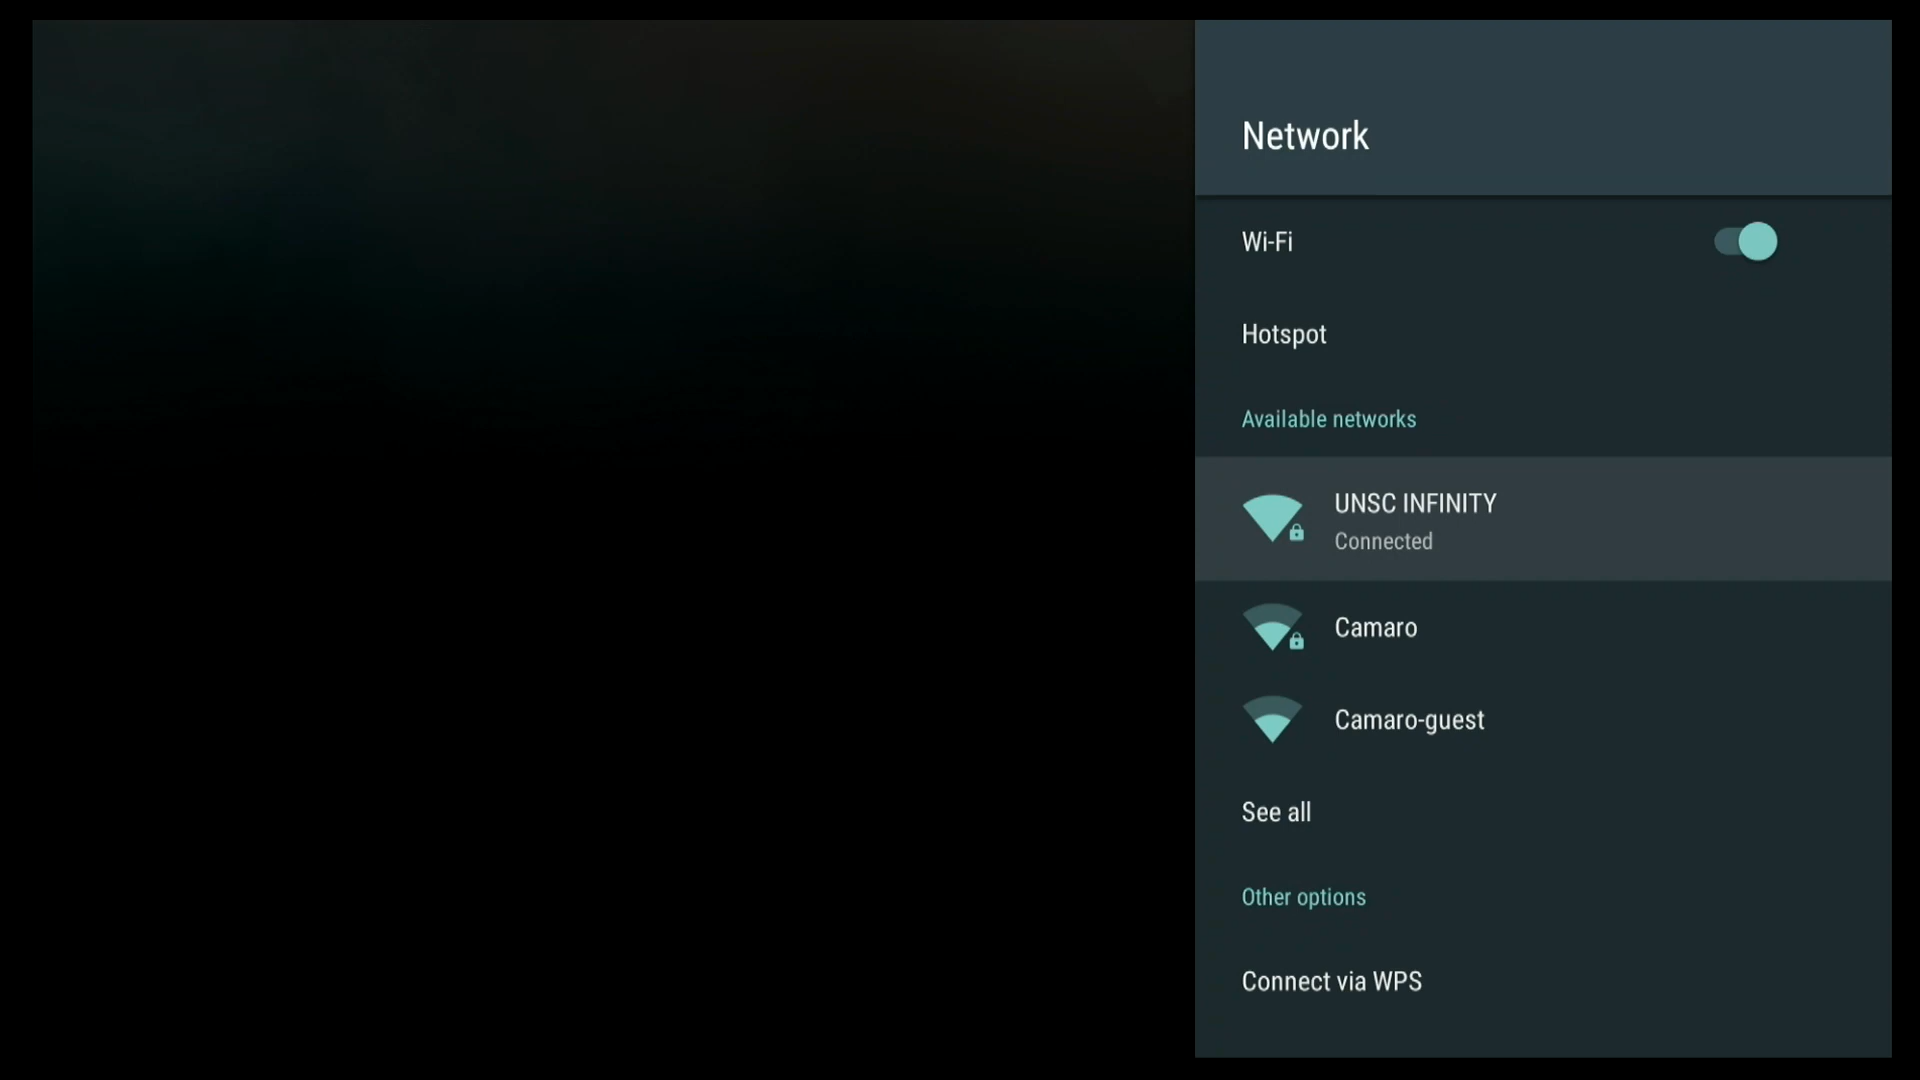 Network
Wi-Fi
Hotspot
Available networks
UNSC INFINITY
Connected
Camaro
Camaro-guest
See all
Other options
Connect via WPS